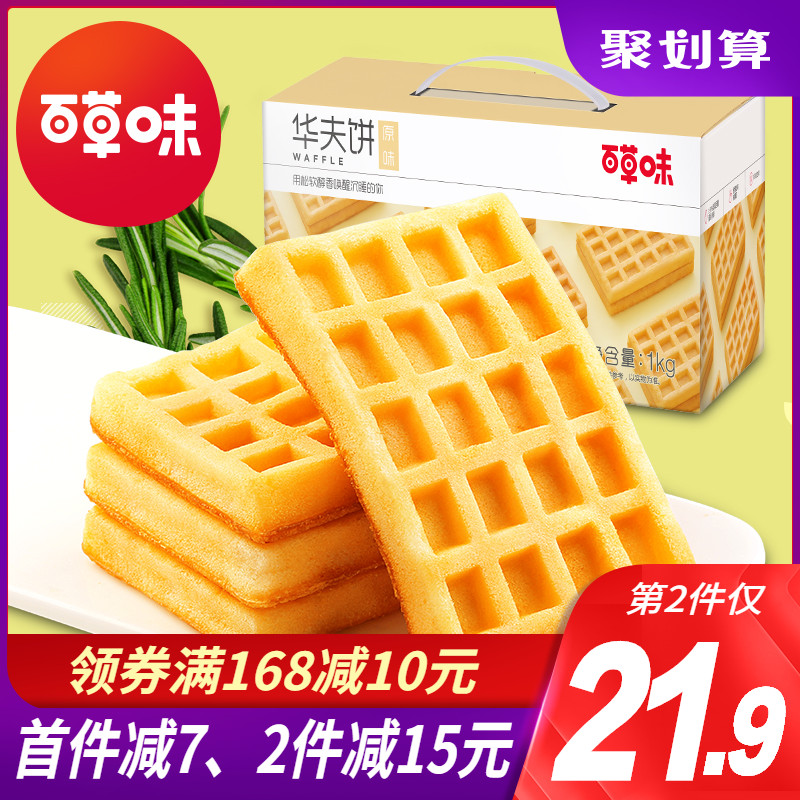 聚划算
百草味
华夫饼
原味
WAFFLE
百草味
用松软醇香唤醒沉睡的你
含量:1kg
首件减7、2件减15元
领券满168减10元
第2件仅
21.9